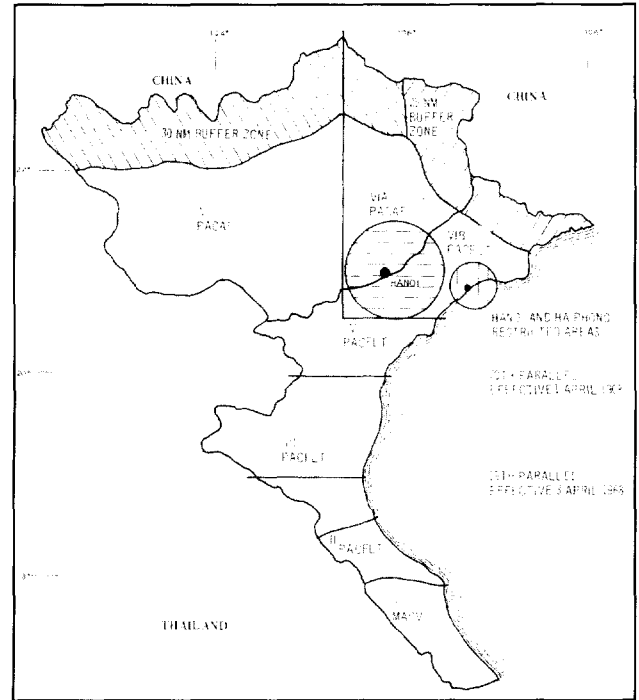 106°
CHINA
CHINA
30 NM BUFFER ZONE
25 NM
BUFFER
ZONE
VIA
PACAF
V
PACAF
VIB
PACFLT
HANOI
HANOI AND HAIPHONG
RESTRICTED AREAS
PACFLT
20TH PARALLEL
EFFECTIVE 1 APRIL 1968
PACFLT
19TH PARALLEL
EFFECTIVE 3 APRIL 1968
II
PACFLT
MACV
THAILAND